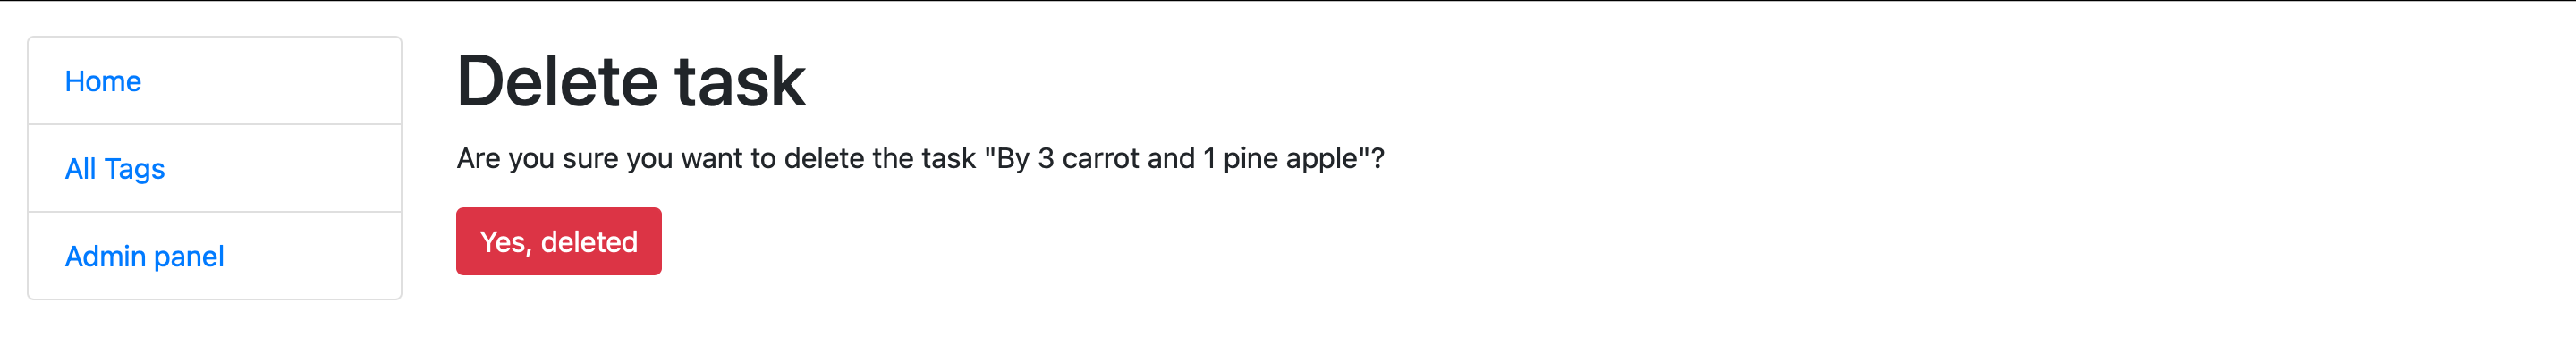 Home
All Tags
Admin panel
Delete task
Are you sure you want to delete the task "By 3 carrot and 1 pine apple"?
Yes, deleted